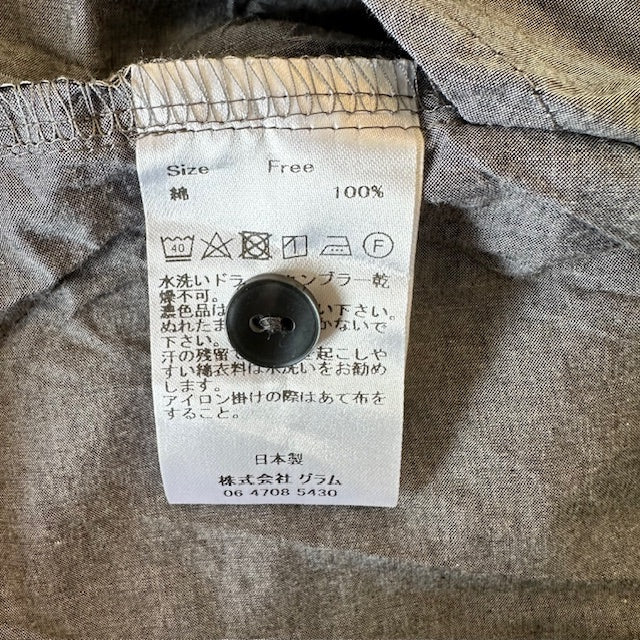 Size Free
綿 100%
40 F
水洗いドラ ンブラー乾
燥不可。
濃色品は い下さい。
ぬれたま かないで
下さい。
汗の残留で を起こしや
すい 衣料は水洗いをお勧め
します。
アイロン掛けの際はあて布を
すること。
日本製
株式会社グラム
06 4708 5430